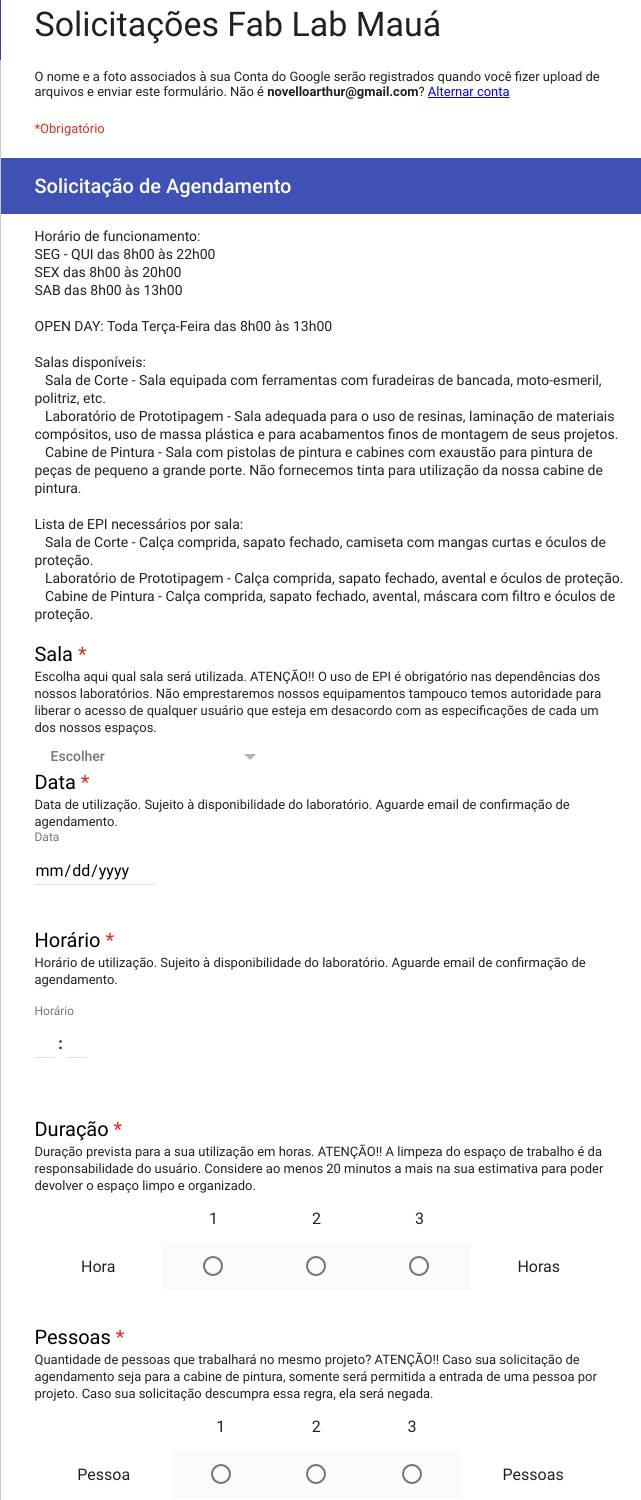 Solicitações Fab Lab Mauá
O nome e a foto associados à sua Conta do Google serão registrados quando você fizer upload de
arquivos e enviar este formulário. Não é novelloarthur@gmail.com? Alternar conta
*Obrigatório
Solicitação de Agendamento
Horário de funcionamento:
SEG - QUI das 8h00 às 22h00
SEX das 8h00 às 20h00
SAB das 8h00 às 13h00
OPEN DAY: Toda Terça-Feira das 8h00 às 13h00
Salas disponíveis:
Sala de Corte - Sala equipada com ferramentas com furadeiras de bancada, moto-esmeril,
politriz, etc.
Laboratório de Prototipagem - Sala adequada para o uso de resinas, laminação de materiais
compósitos, uso de massa plástica e para acabamentos finos de montagem de seus projetos.
Cabine de Pintura - Sala com pistolas de pintura e cabines com exaustão para pintura de
peças de pequeno a grande porte. Não fornecemos tinta para utilização da nossa cabine de
pintura.
Lista de EPI necessários por sala:
Sala de Corte - Calça comprida, sapato fechado, camiseta com mangas curtas e óculos de
proteção.
Laboratório de Prototipagem - Calça comprida, sapato fechado, avental e óculos de proteção.
Cabine de Pintura - Calça comprida, sapato fechado, avental, máscara com filtro e óculos de
proteção.
Sala *
Escolha aqui qual sala será utilizada. ATENÇÃO!! O uso de EPI é obrigatório nas dependências dos
nossos laboratórios. Não emprestaremos nossos equipamentos tampouco temos autoridade para
liberar o acesso de qualquer usuário que esteja em desacordo com as especificações de cada um
dos nossos espaços.
Escolher
Data *
Data de utilização. Sujeito à disponibilidade do laboratório. Aguarde email de confirmação de
agendamento.
Data
mm/dd/yyyy
Horário *
Horário de utilização. Sujeito à disponibilidade do laboratório. Aguarde email de confirmação de
agendamento.
Horário
:
Duração *
Duração prevista para a sua utilização em horas. ATENÇÃO!! A limpeza do espaço de trabalho é da
responsabilidade do usuário. Considere ao menos 20 minutos a mais na sua estimativa para poder
devolver o espaço limpo e organizado.
1 2 3
Hora Horas
Pessoas *
Quantidade de pessoas que trabalhará no mesmo projeto? ATENÇÃO!! Caso sua solicitação de
agendamento seja para a cabine de pintura, somente será permitida a entrada de uma pessoa por
projeto. Caso sua solicitação descumpra essa regra, ela será negada.
1 2 3
Pessoa Pessoas